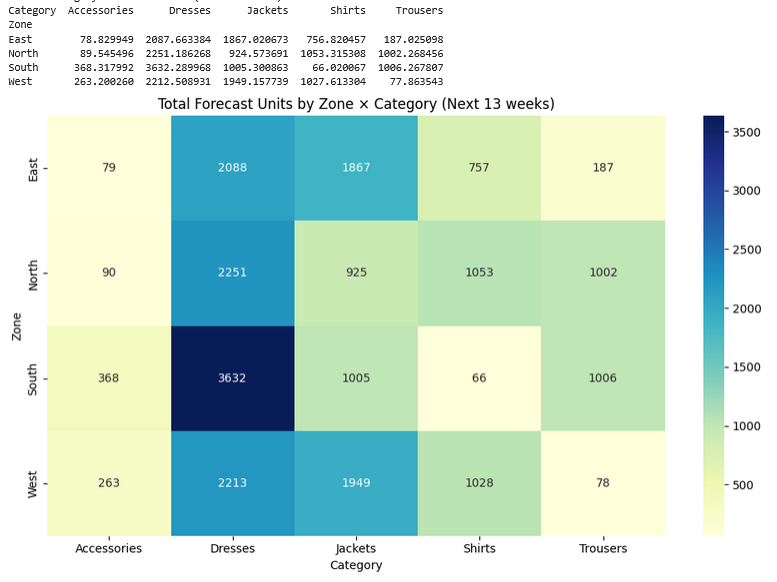 Category  Accessories       Dresses      Jackets       Shirts     Trousers
Zone
East        78.829949   2087.663384  1867.020673   756.820457   187.025098
North       89.545496   2251.186268   924.573691  1053.315308  1002.268456
South      368.317992   3632.289968  1005.300863    66.020067  1006.267807
West       263.200260   2212.508931  1949.157739  1027.613304    77.863543
Total Forecast Units by Zone × Category (Next 13 weeks)
East 79 2088 1867 757 187
North 90 2251 925 1053 1002
South 368 3632 1005 66 1006
West 263 2213 1949 1028 78
Zone
Accessories Dresses Jackets Shirts Trousers
Category
3500
3000
2500
2000
1500
1000
500